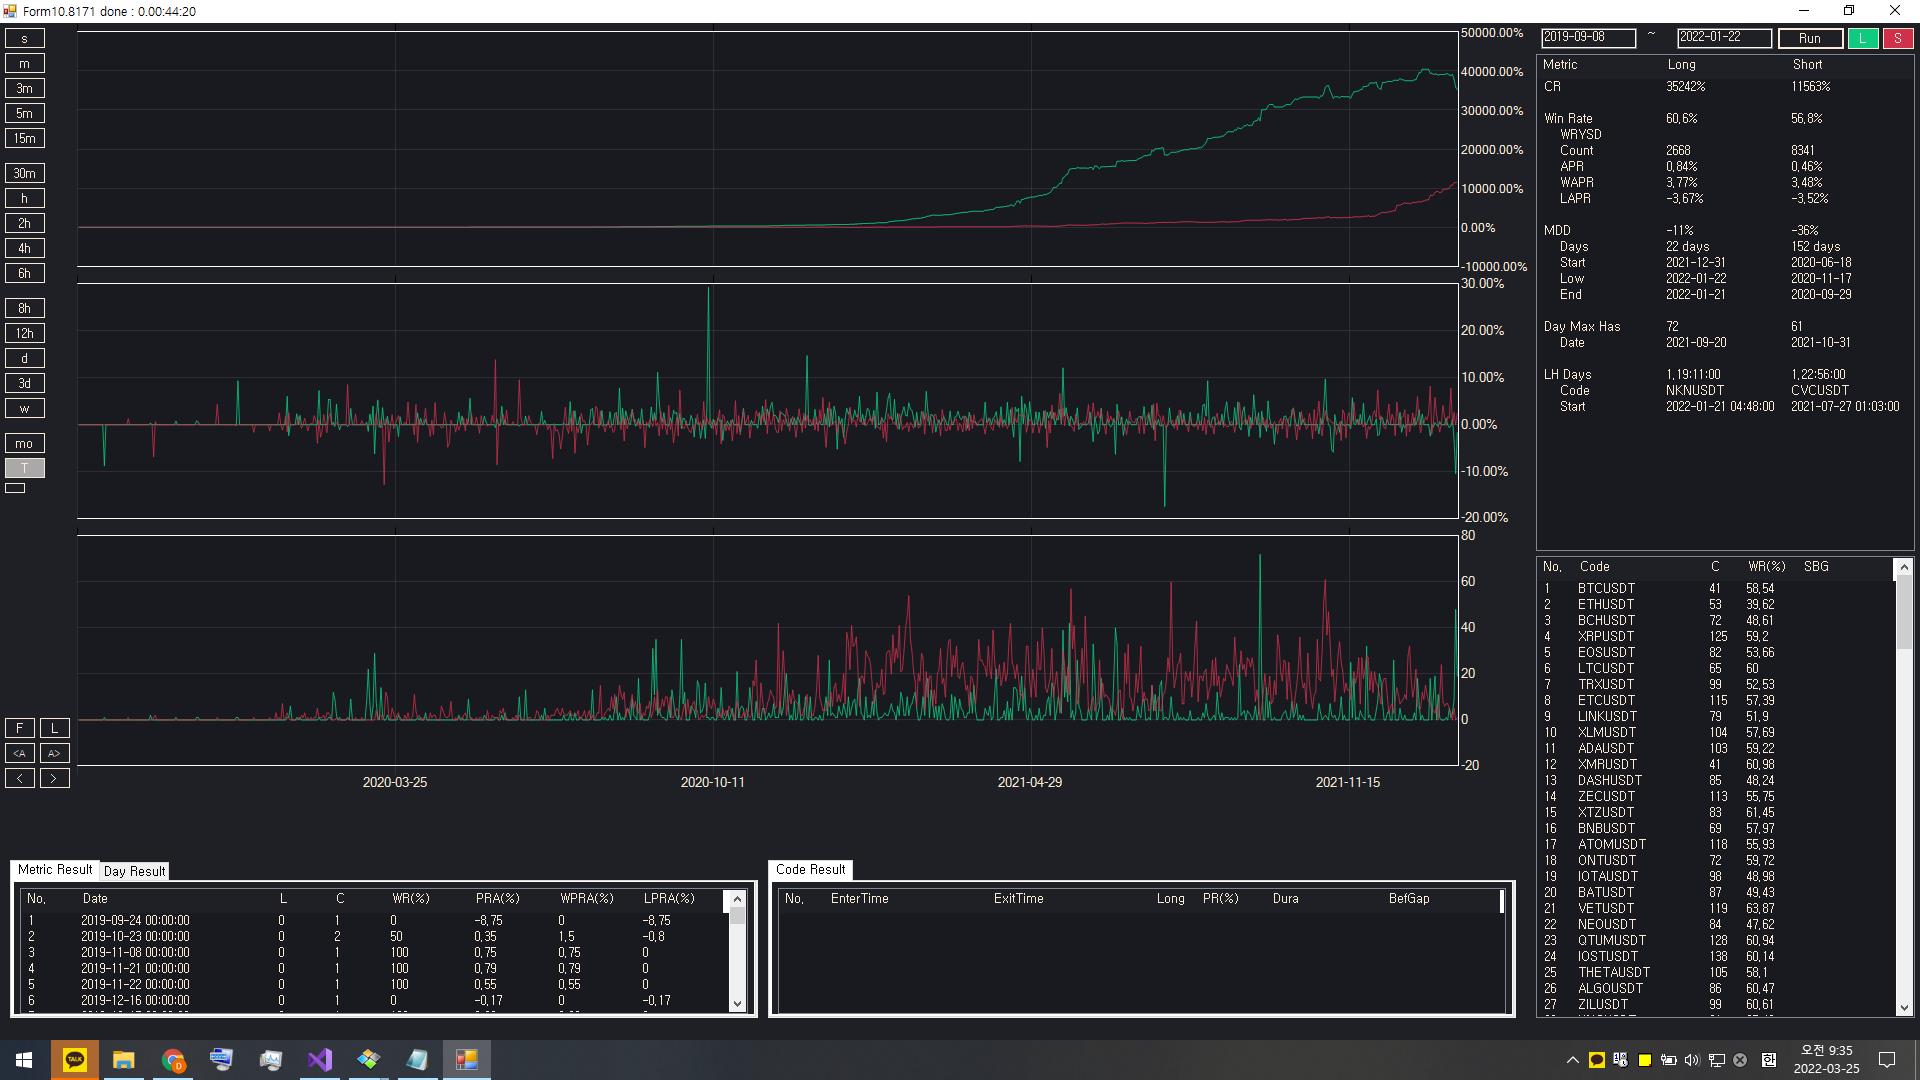 Form10.8171 done : 0.00:44:20
s
m
3m
5m
15m
30m
h
2h
4h
6h
8h
12h
d
3d
w
mo
T
F L
<A A>
< >
50000.00%
40000.00%
30000.00%
20000.00%
10000.00%
0.00%
-10000.00%
30.00%
20.00%
10.00%
0.00%
-10.00%
-20.00%
80
60
40
20
0
-20
2020-03-25 2020-10-11 2021-04-29 2021-11-15
2019-09-08 ~ 2022-01-22 Run L S
Metric Long Short
CR 35242% 11563%
Win Rate 60,6% 56,8%
WRYSD
Count 2668 8341
APR 0,84% 0,46%
WAPR 3,77% 3,48%
LAPR -3,67% -3,52%
MDD -11% -36%
Days 22 days 152 days
Start 2021-12-31 2020-06-18
Low 2022-01-22 2020-11-17
End 2022-01-21 2020-09-29
Day Max Has 72 61
Date 2021-09-20 2021-10-31
LH Days 1,19:11:00 1,22:56:00
Code NKNUSDT CVCUSDT
Start 2022-01-21 04:48:00 2021-07-27 01:03:00
No, Code C WR(%) SBG
1 BTCUSDT 41 58,54
2 ETHUSDT 53 39,62
3 BCHUSDT 72 48,61
4 XRPUSDT 125 59,2
5 EOSUSDT 82 53,66
6 LTCUSDT 65 60
7 TRXUSDT 99 52,53
8 ETCUSDT 115 57,39
9 LINKUSDT 79 51,9
10 XLMUSDT 104 57,69
11 ADAUSDT 103 59,22
12 XMRUSDT 41 60,98
13 DASHUSDT 85 48,24
14 ZECUSDT 113 55,75
15 XTZUSDT 83 61,45
16 BNBUSDT 69 57,97
17 ATOMUSDT 118 55,93
18 ONTUSDT 72 59,72
19 IOTAUSDT 98 48,98
20 BATUSDT 87 49,43
21 VETUSDT 119 63,87
22 NEOUSDT 84 47,62
23 QTUMUSDT 128 60,94
24 IOSTUSDT 138 60,14
25 THETAUSDT 105 58,1
26 ALGOUSDT 86 60,47
27 ZILUSDT 99 60,61
Metric Result Day Result
No, Date L C WR(%) PRA(%) WPRA(%) LPRA(%)
1 2019-09-24 00:00:00 0 1 0 -8,75 0 -8,75
2 2019-10-23 00:00:00 0 2 50 0,35 1,5 -0,8
3 2019-11-08 00:00:00 0 1 100 0,75 0,75 0
4 2019-11-21 00:00:00 0 1 100 0,79 0,79 0
5 2019-11-22 00:00:00 0 1 100 0,55 0,55 0
6 2019-12-16 00:00:00 0 1 0 -0,17 0 -0,17
Code Result
No, EnterTime ExitTime Long PR(%) Dura BefGap
TALK
D
한
오전 9:35
2022-03-25